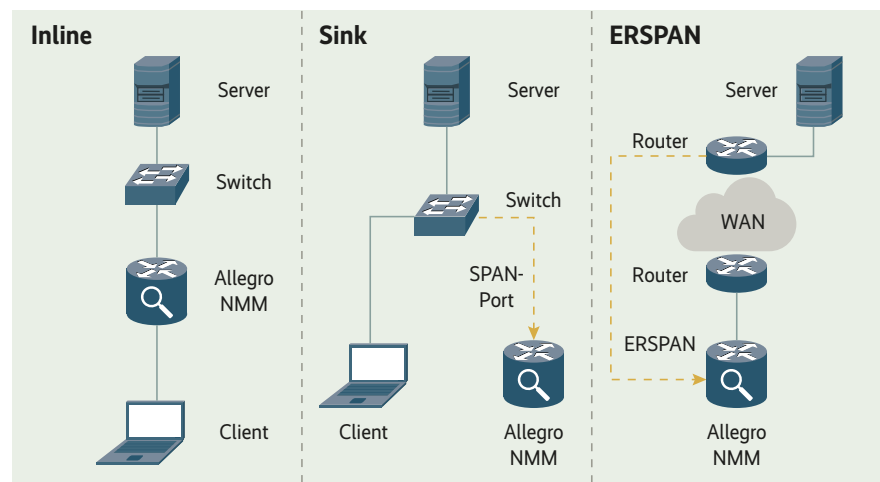 Inline
Server
Switch
Allegro
NMM
Client
Sink
Server
Switch
SPAN-
Port
Client
Allegro
NMM
ERSPAN
Server
Router
WAN
Router
ERSPAN
Allegro
NMM